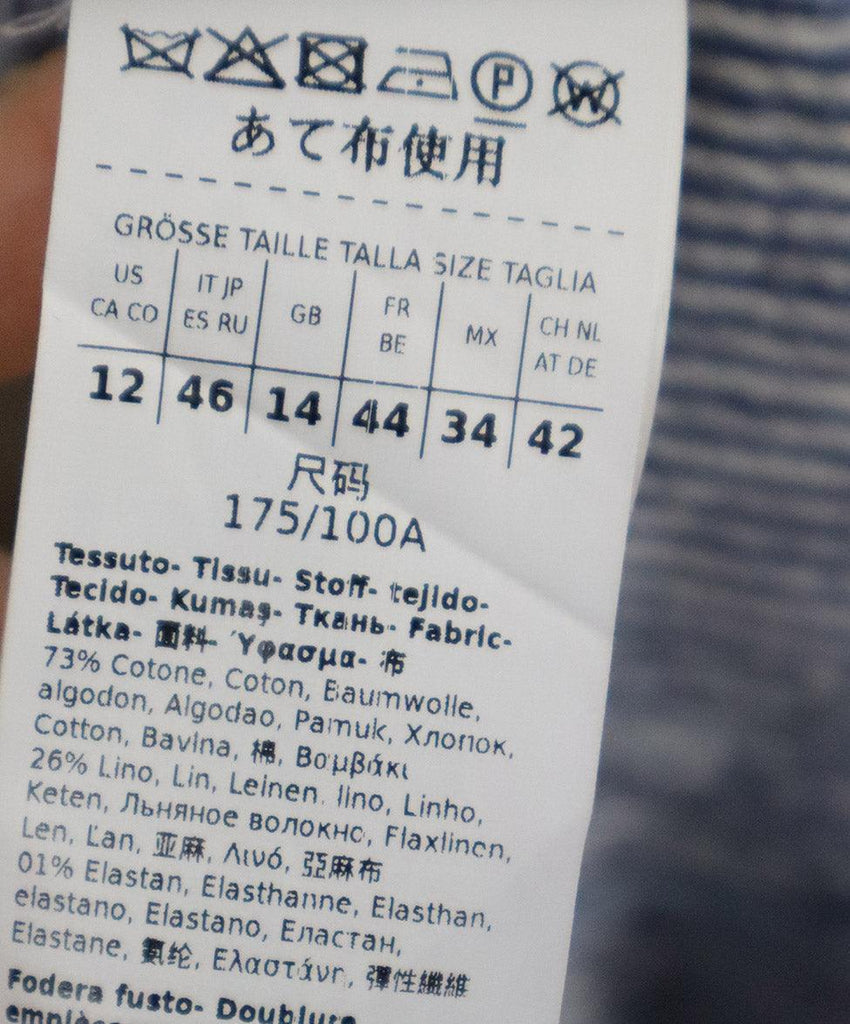 P W
あて布使用
GRÖSSE TAILLE TALLA SIZE TAGLIA
US CA CO IT JP ES RU GB FR BE MX CH NL AT DE
12 46 14 44 34 42
尺码
175/100A
Tessuto- Tissu- Stoff- tejido-
Tecido- Kumaş- Ткань- Fabric-
Látka- 面料- Ύφασμα- 布
73% Cotone, Coton, Baumwolle,
algodon, Algodao, Pamuk, Хлопок,
Cotton, Bavlna, 棉, Βαμβάκι
26% Lino, Lin, Leinen, lino, Linho,
Keten, Льняное волокно, Flaxlinen,
Len, Ľan, 亚麻, Λινό, 亞麻布
01% Elastan, Elasthanne, Elasthan,
elastano, Elastano, Еластан,
Elastane, 氨纶, Ελαστάνη, 彈性纖維
Fodera fusto- Doublure
empièc